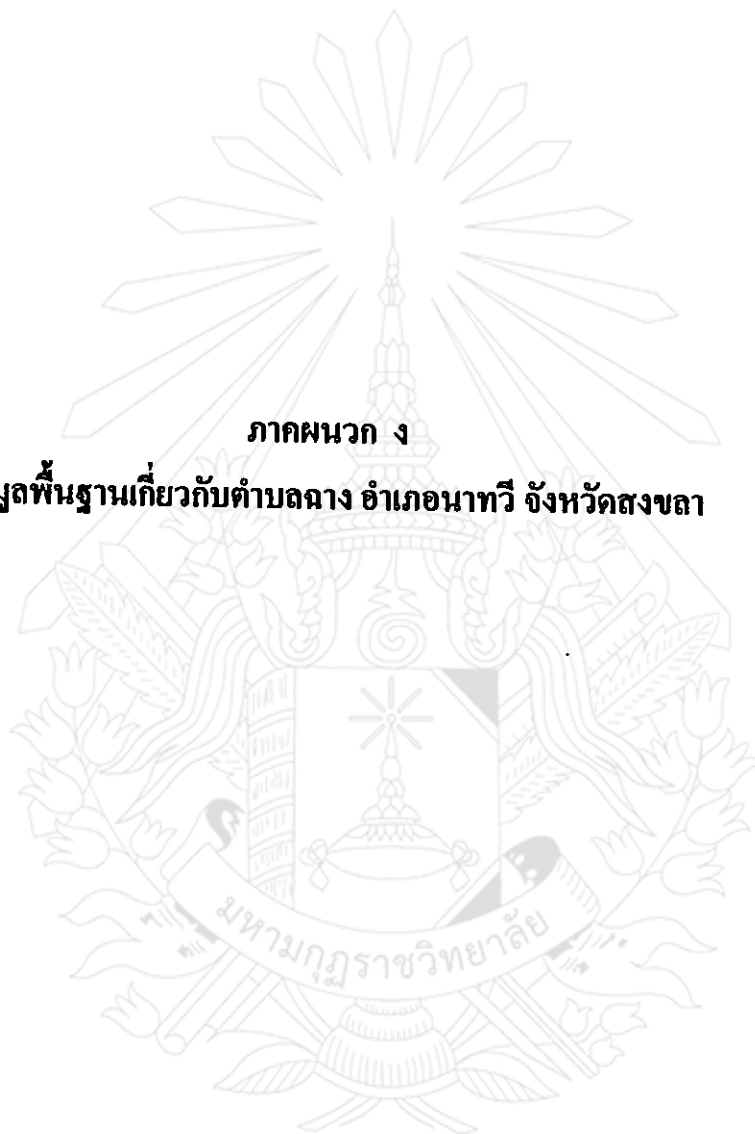 ภาคผนวก ง
มูลพื้นฐานเกี่ยวกับตำบลฉาง อำเภอนาทวี จังหวัดสงขลา
มหามกุฏราชวิทยาลัย